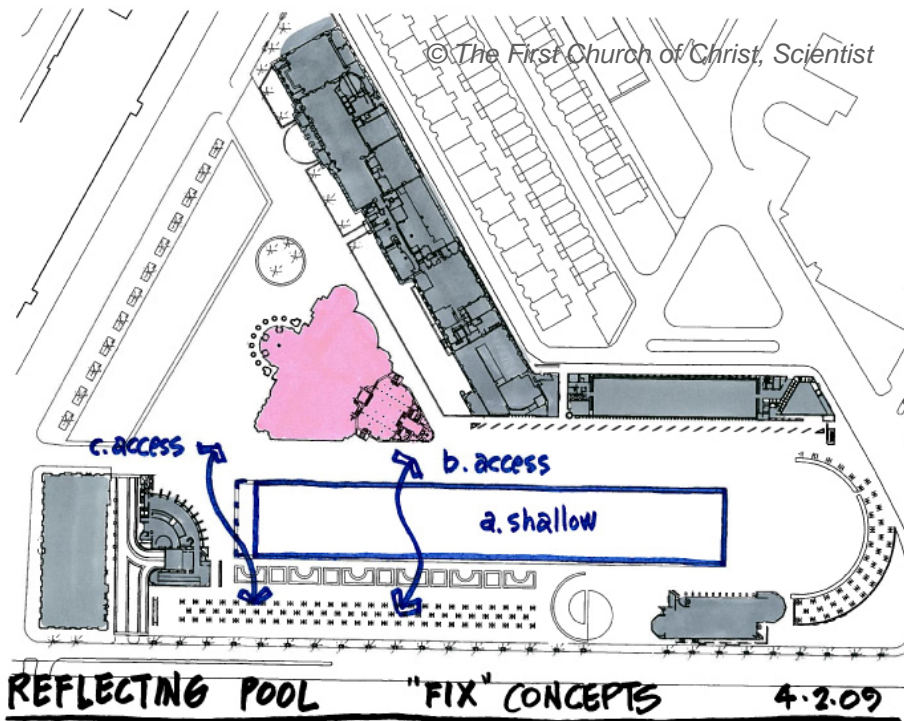 © The First Church of Christ, Scientist
c. access
b. access
a. shallow
REFLECTING POOL "FIX" CONCEPTS 4.2.09